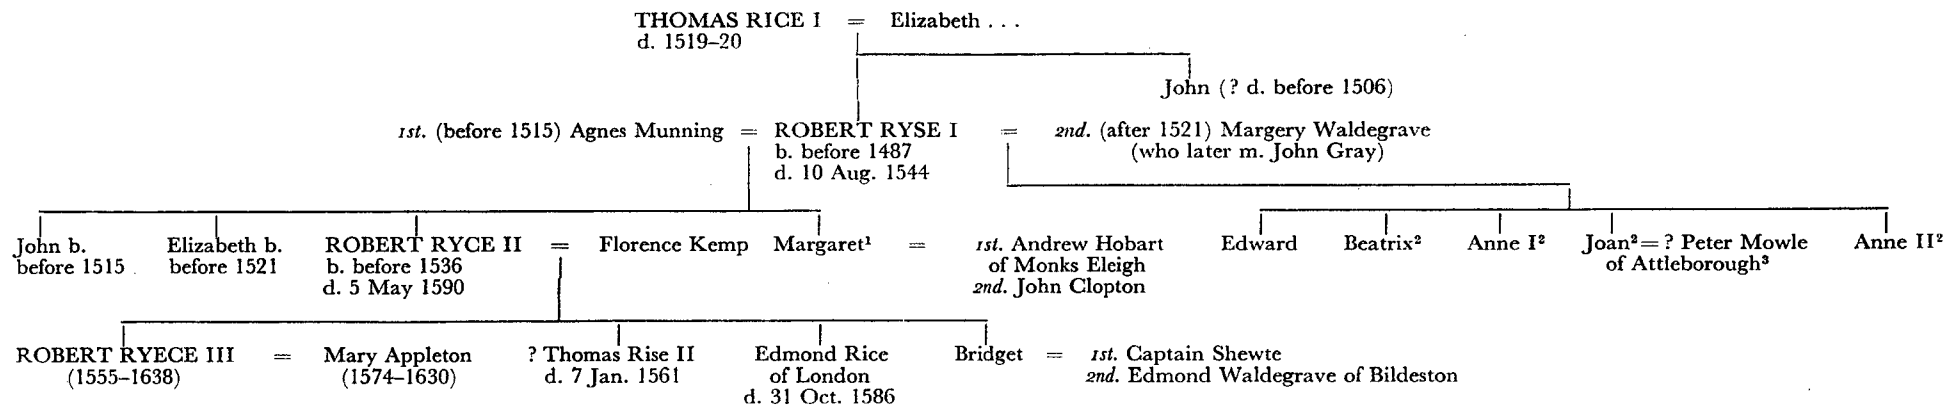 THOMAS RICE I = Elizabeth . . .
d. 1519–20
John (? d. before 1506)
1st. (before 1515) Agnes Munning = ROBERT RYSE I = 2nd. (after 1521) Margery Waldegrave
b. before 1487 (who later m. John Gray)
d. 10 Aug. 1544
John b. Elizabeth b. ROBERT RYCE II = Florence Kemp Margaret¹ = 1st. Andrew Hobart Edward Beatrix² Anne I² Joan² = ? Peter Mowle Anne II²
before 1515 before 1521 b. before 1536 of Monks Eleigh of Attleborough³
d. 5 May 1590 2nd. John Clopton
ROBERT RYECE III = Mary Appleton ? Thomas Rise II Edmond Rice Bridget = 1st. Captain Shewte
(1555–1638) (1574–1630) d. 7 Jan. 1561 of London 2nd. Edmond Waldegrave of Bildeston
d. 31 Oct. 1586